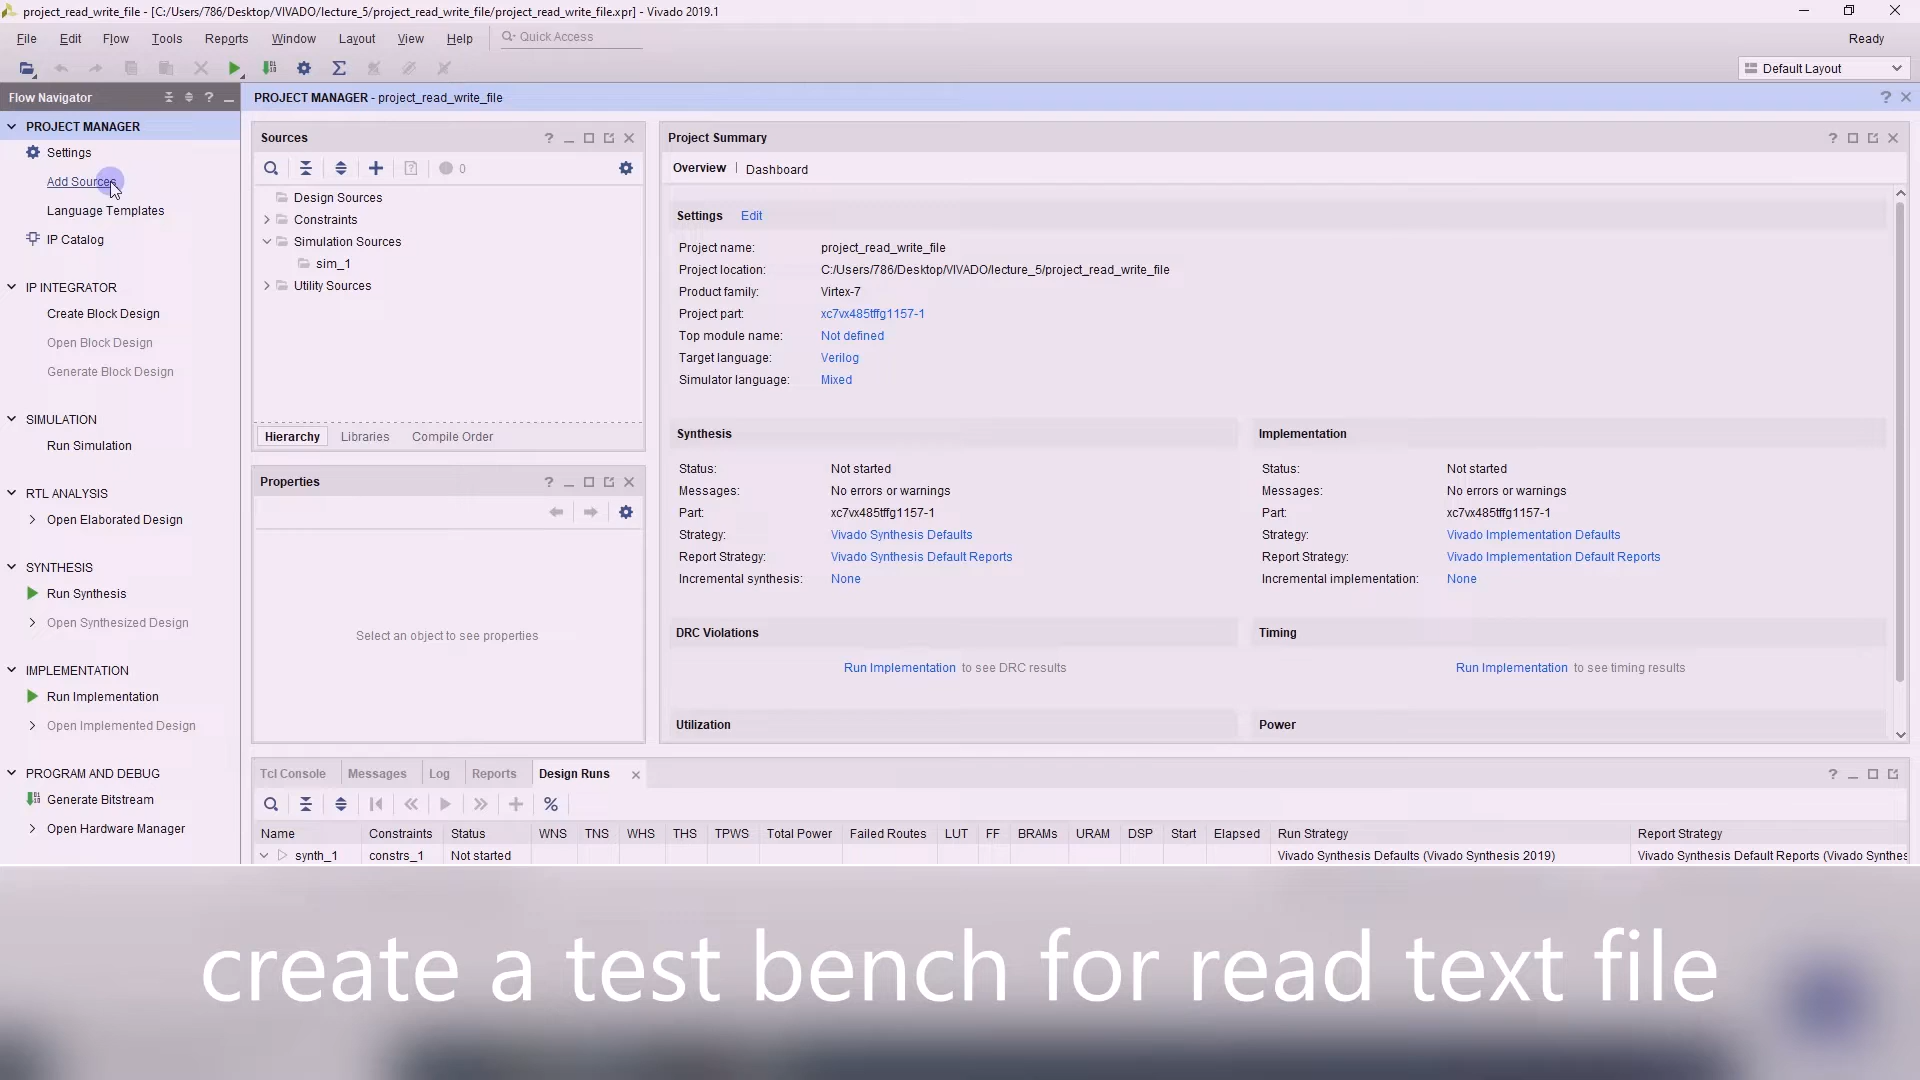 project_read_write_file - [C:/Users/786/Desktop/VIVADO/lecture_5/project_read_write_file/project_read_write_file.xpr] - Vivado 2019.1
File Edit Flow Tools Reports Window Layout View Help Quick Access Ready
Default Layout
Flow Navigator
PROJECT MANAGER
Settings
Add Sources
Language Templates
IP Catalog
IP INTEGRATOR
Create Block Design
Open Block Design
Generate Block Design
SIMULATION
Run Simulation
RTL ANALYSIS
Open Elaborated Design
SYNTHESIS
Run Synthesis
Open Synthesized Design
IMPLEMENTATION
Run Implementation
Open Implemented Design
PROGRAM AND DEBUG
Generate Bitstream
Open Hardware Manager
PROJECT MANAGER - project_read_write_file
Sources
0
Design Sources
Constraints
Simulation Sources
sim_1
Utility Sources
Hierarchy Libraries Compile Order
Properties
Select an object to see properties
Project Summary
Overview | Dashboard
Settings Edit
Project name: project_read_write_file
Project location: C:/Users/786/Desktop/VIVADO/lecture_5/project_read_write_file
Product family: Virtex-7
Project part: xc7vx485tffg1157-1
Top module name: Not defined
Target language: Verilog
Simulator language: Mixed
Synthesis
Status: Not started
Messages: No errors or warnings
Part: xc7vx485tffg1157-1
Strategy: Vivado Synthesis Defaults
Report Strategy: Vivado Synthesis Default Reports
Incremental synthesis: None
Implementation
Status: Not started
Messages: No errors or warnings
Part: xc7vx485tffg1157-1
Strategy: Vivado Implementation Defaults
Report Strategy: Vivado Implementation Default Reports
Incremental implementation: None
DRC Violations
Run Implementation to see DRC results
Timing
Run Implementation to see timing results
Utilization
Power
Tcl Console Messages Log Reports Design Runs
Name Constraints Status WNS TNS WHS THS TPWS Total Power Failed Routes LUT FF BRAMs URAM DSP Start Elapsed Run Strategy Report Strategy
synth_1 constrs_1 Not started Vivado Synthesis Defaults (Vivado Synthesis 2019) Vivado Synthesis Default Reports (Vivado Synthes
create a test bench for read text file